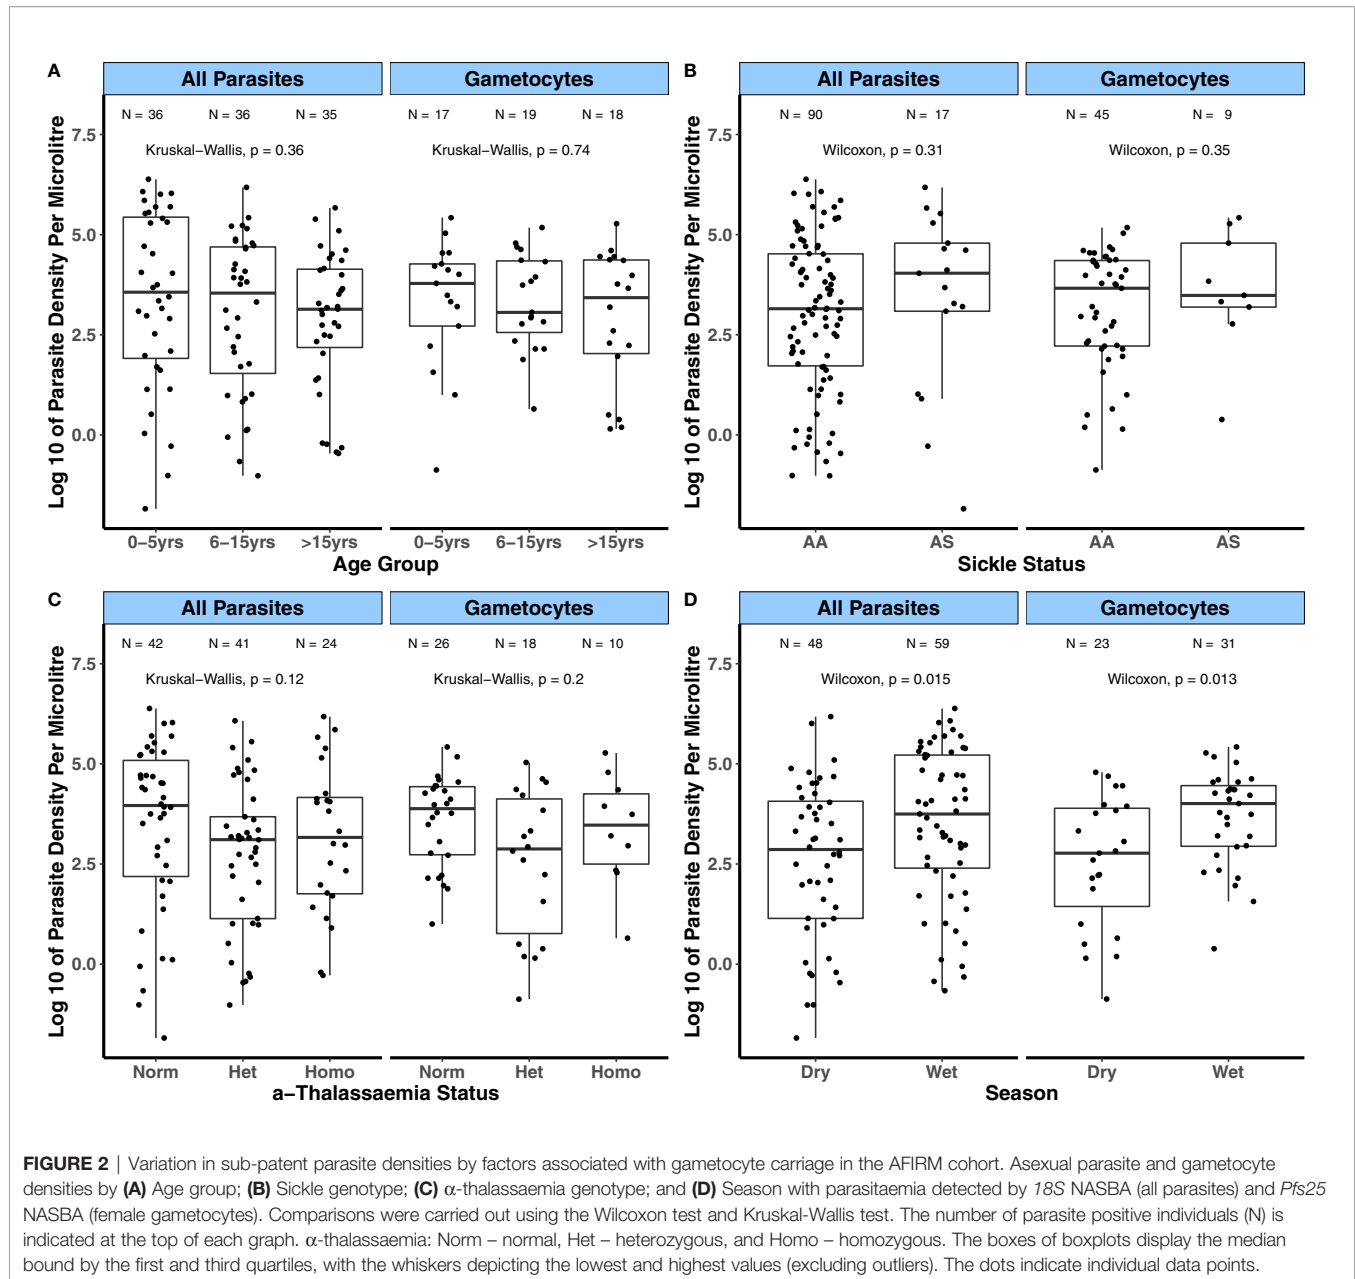 A
All Parasites
Gametocytes
N = 36
N = 36
N = 35
N = 17
N = 19
N = 18
Kruskal−Wallis, p = 0.36
Kruskal−Wallis, p = 0.74
7.5
5.0
2.5
0.0
Log 10 of Parasite Density Per Microlitre
0−5yrs
6−15yrs
>15yrs
0−5yrs
6−15yrs
>15yrs
Age Group
B
All Parasites
Gametocytes
N = 90
N = 17
N = 45
N = 9
Wilcoxon, p = 0.31
Wilcoxon, p = 0.35
7.5
5.0
2.5
0.0
Log 10 of Parasite Density Per Microlitre
AA
AS
AA
AS
Sickle Status
C
All Parasites
Gametocytes
N = 42
N = 41
N = 24
N = 26
N = 18
N = 10
Kruskal−Wallis, p = 0.12
Kruskal−Wallis, p = 0.2
7.5
5.0
2.5
0.0
Log 10 of Parasite Density Per Microlitre
Norm
Het
Homo
Norm
Het
Homo
a−Thalassaemia Status
D
All Parasites
Gametocytes
N = 48
N = 59
N = 23
N = 31
Wilcoxon, p = 0.015
Wilcoxon, p = 0.013
7.5
5.0
2.5
0.0
Log 10 of Parasite Density Per Microlitre
Dry
Wet
Dry
Wet
Season
FIGURE 2 | Variation in sub-patent parasite densities by factors associated with gametocyte carriage in the AFIRM cohort. Asexual parasite and gametocyte
densities by (A) Age group; (B) Sickle genotype; (C) α-thalassaemia genotype; and (D) Season with parasitaemia detected by 18S NASBA (all parasites) and Pfs25
NASBA (female gametocytes). Comparisons were carried out using the Wilcoxon test and Kruskal-Wallis test. The number of parasite positive individuals (N) is
indicated at the top of each graph. α-thalassaemia: Norm – normal, Het – heterozygous, and Homo – homozygous. The boxes of boxplots display the median
bound by the first and third quartiles, with the whiskers depicting the lowest and highest values (excluding outliers). The dots indicate individual data points.